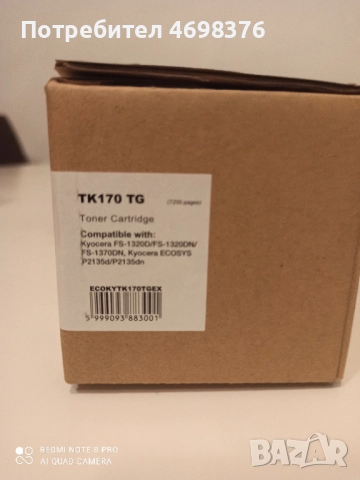 Потребител 4698376
TK170 TG (7200 pages)
Toner Cartridge
Compatible with:
Kyocera FS-1320D/FS-1320DN/
FS-1370DN, Kyocera ECOSYS
P2135d/P2135dn
ECOKYTK170TGEX
5 999093 883001
REDMI NOTE 8 PRO
AI QUAD CAMERA
BAZAR